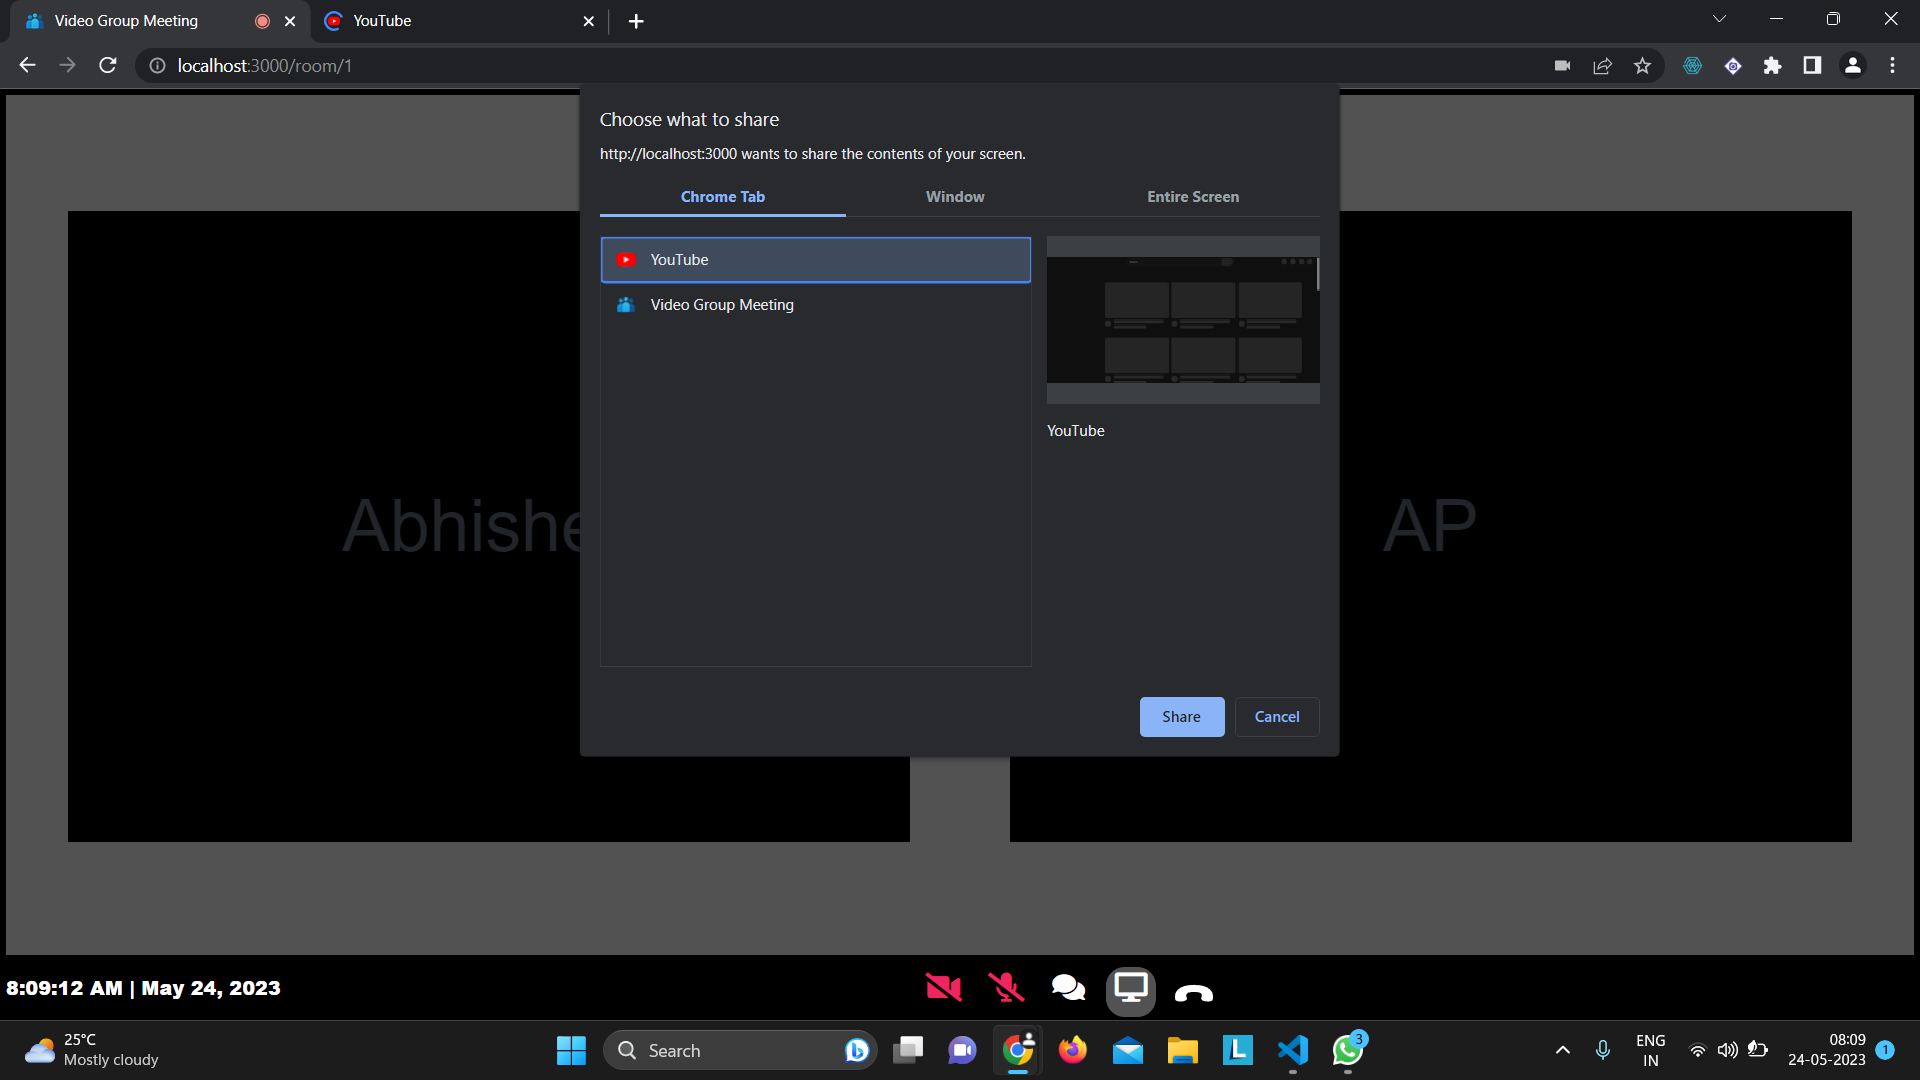 Video Group Meeting
YouTube
localhost:3000/room/1
Choose what to share
http://localhost:3000 wants to share the contents of your screen.
Chrome Tab
Window
Entire Screen
YouTube
Video Group Meeting
YouTube
Abhishe
AP
Share
Cancel
8:09:12 AM | May 24, 2023
25°C
Mostly cloudy
Search
L
3
ENG
IN
08:09
24-05-2023
1